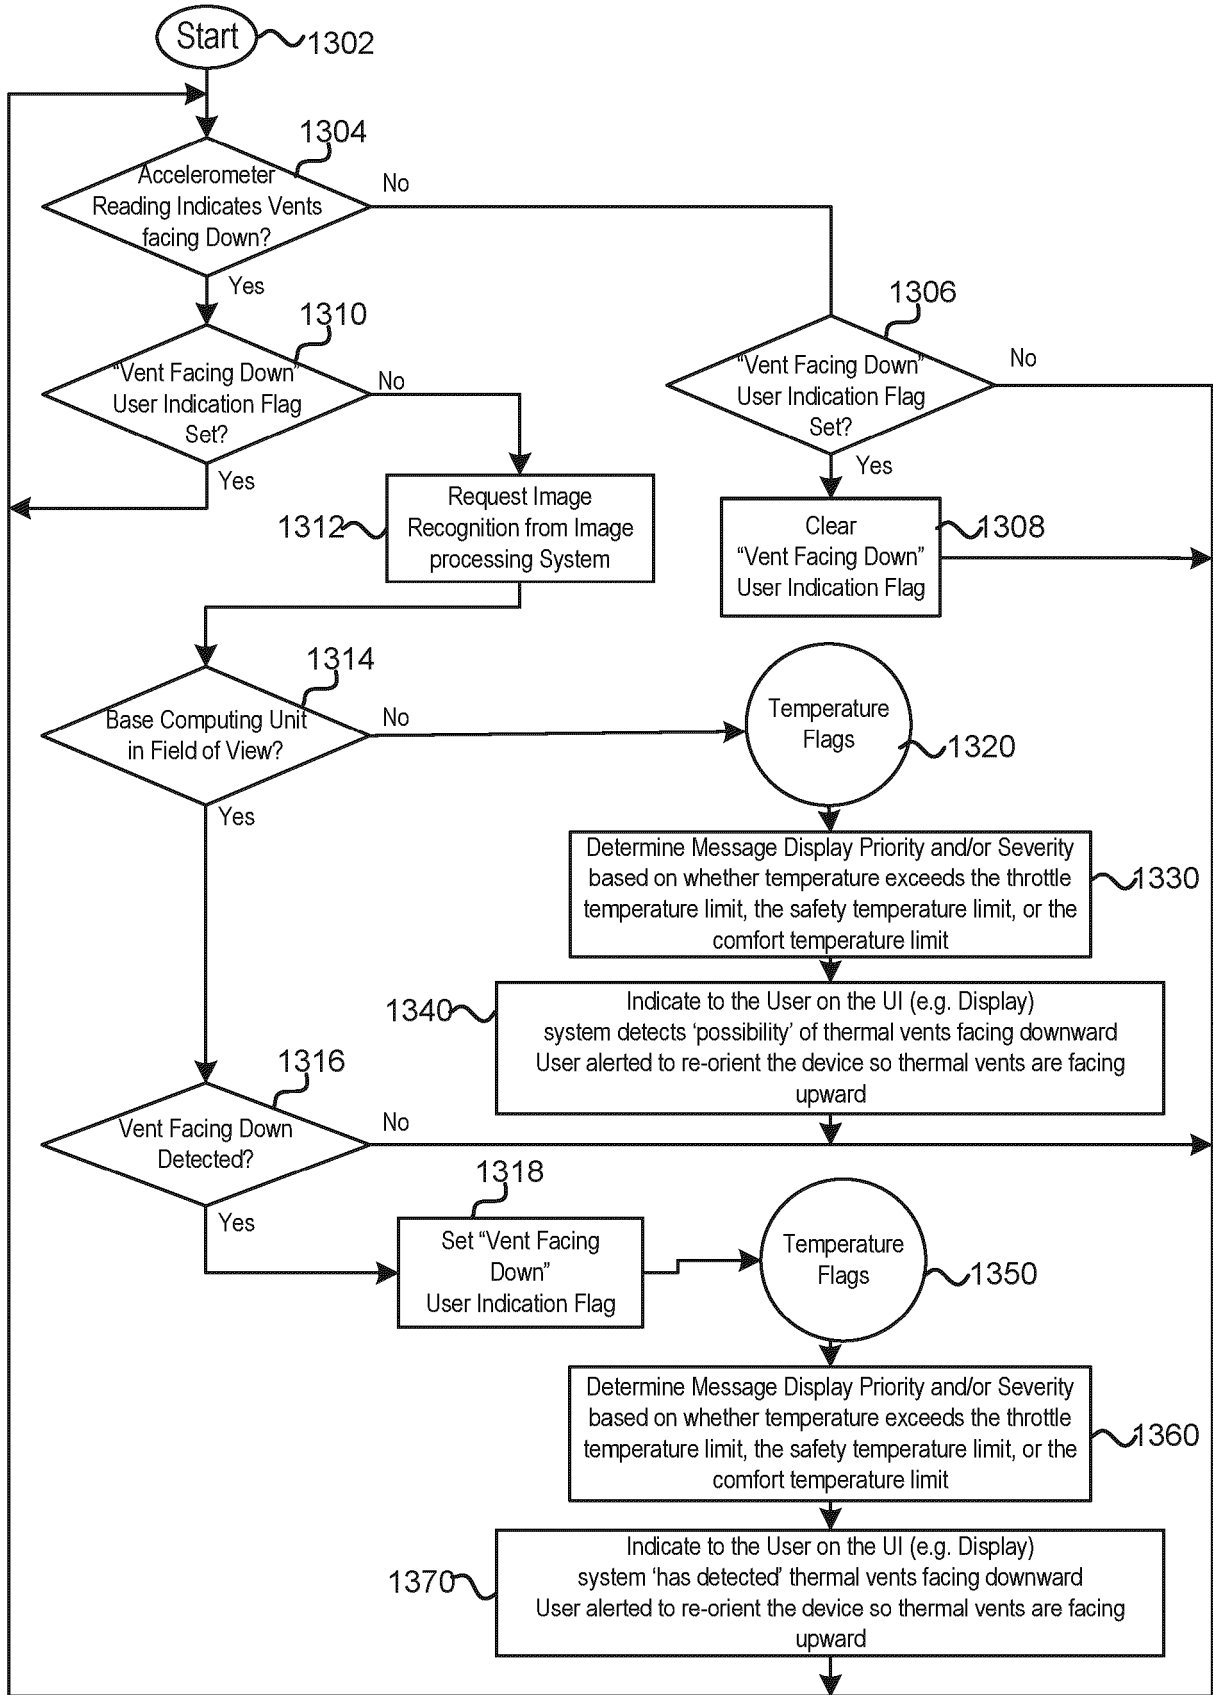 Start
1302
1304
Accelerometer
Reading Indicates Vents
facing Down?
No
Yes
1306
"Vent Facing Down"
User Indication Flag
Set?
No
Yes
1310
"Vent Facing Down"
User Indication Flag
Set?
No
Yes
Request Image
Recognition from Image
processing System
1312
Clear
"Vent Facing Down"
User Indication Flag
1308
1314
Base Computing Unit
in Field of View?
No
Yes
Temperature
Flags
1320
Determine Message Display Priority and/or Severity
based on whether temperature exceeds the throttle
temperature limit, the safety temperature limit, or the
comfort temperature limit
1330
1340
Indicate to the User on the UI (e.g. Display)
system detects 'possibility' of thermal vents facing downward
User alerted to re-orient the device so thermal vents are facing
upward
1316
Vent Facing Down
Detected?
No
Yes
1318
Set "Vent Facing
Down"
User Indication Flag
Temperature
Flags
1350
Determine Message Display Priority and/or Severity
based on whether temperature exceeds the throttle
temperature limit, the safety temperature limit, or the
comfort temperature limit
1360
1370
Indicate to the User on the UI (e.g. Display)
system 'has detected' thermal vents facing downward
User alerted to re-orient the device so thermal vents are facing
upward